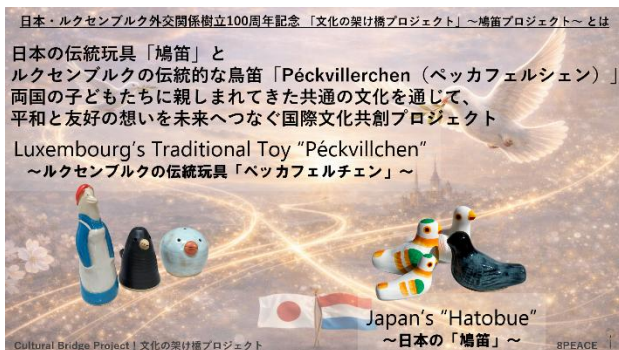 日本・ルクセンブルク外交関係樹立100周年記念 「文化の架け橋プロジェクト」 ~鳩笛プロジェクト~ とは
日本の伝統玩具「鳩笛」と
ルクセンブルクの伝統的な鳥笛「Péckvillerchen（ペッカフェルシェン）」
両国の子どもたちに親しまれてきた共通の文化を通じて、
平和と友好の想いを未来へつなぐ国際文化共創プロジェクト
Luxembourg's Traditional Toy “Péckvillchen”
~ルクセンブルクの伝統玩具「ペッカフェルチェン」~
Japan's “Hatobue”
~日本の「鳩笛」~
Cultural Bridge Project！文化の架け橋プロジェクト
8PEACE